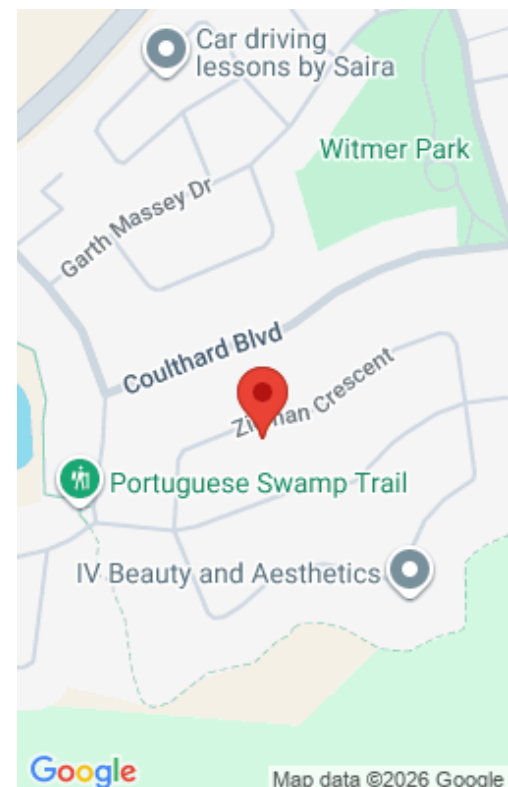 Car driving
lessons by Saira
Witmer Park
Garth Massey Dr
Coulthard Blvd
Crescent
Portuguese Swamp Trail
IV Beauty and Aesthetics
Google
Map data ©2026 Google